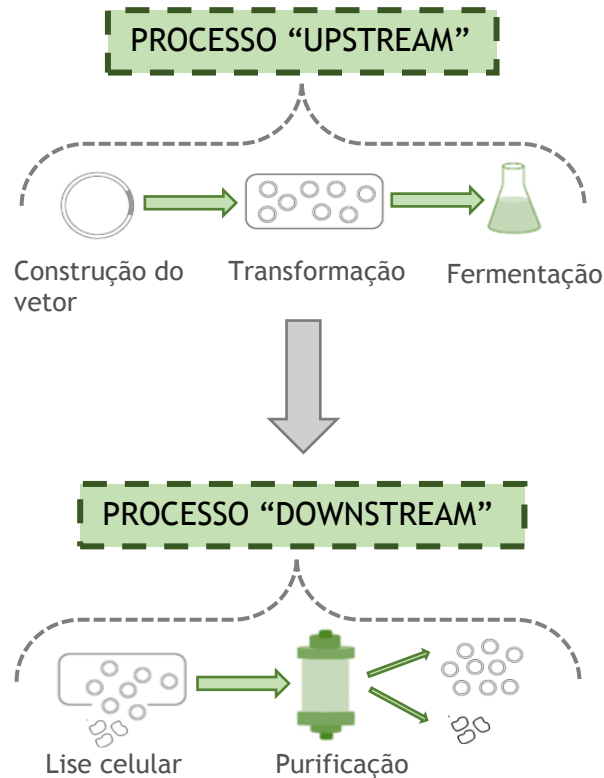 PROCESSO “UPSTREAM”
Construção do
vetor
Transformação
Fermentação
PROCESSO “DOWNSTREAM”
Lise celular
Purificação